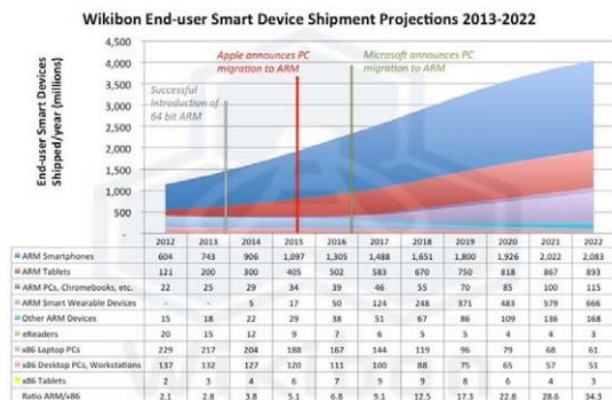 Wikibon End-user Smart Device Shipment Projections 2013-2022
End-user Smart Devices
Shipped/year (millions)
4,500
4,000
3,500
3,000
2,500
2,000
1,500
1,000
500
-
Successful
Introduction of
64 bit ARM
Apple announces PC
migration to ARM
Microsoft announces PC
migration to ARM
2012 2013 2014 2015 2016 2017 2018 2019 2020 2021 2022
ARM Smartphones 604 743 906 1,097 1,305 1,488 1,651 1,800 1,926 2,022 2,083
ARM Tablets 121 200 300 405 502 583 670 750 818 867 893
ARM PCs, Chromebooks, etc. 22 25 29 34 39 46 55 70 85 100 115
ARM Smart Wearable Devices - - 5 17 50 124 248 371 483 579 666
Other ARM Devices 15 18 22 29 38 51 67 86 109 136 168
eReaders 20 15 12 9 7 6 5 5 4 4 3
x86 Laptop PCs 229 217 204 188 167 144 119 96 79 68 61
x86 Desktop PCs, Workstations 137 132 127 120 111 100 88 75 65 57 51
x86 Tablets 2 3 4 6 7 9 9 8 6 4 3
Ratio ARM/x86 2.1 2.8 3.8 5.1 6.8 9.1 12.5 17.3 22.8 28.6 34.3